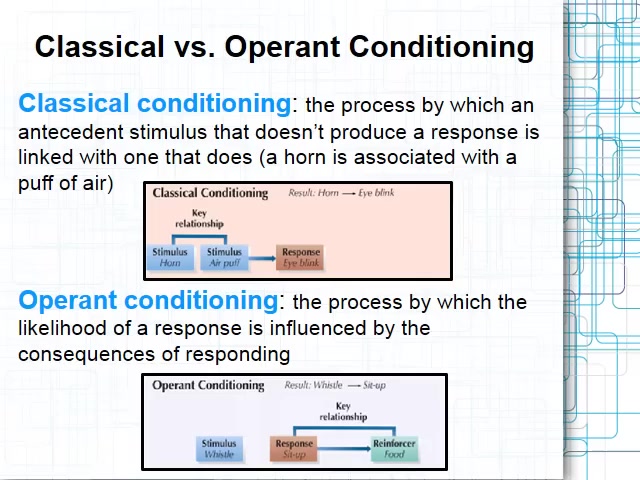 Classical vs. Operant Conditioning
Classical conditioning: the process by which an
antecedent stimulus that doesn't produce a response is
linked with one that does (a horn is associated with a
puff of air)
Classical Conditioning Result: Horn → Eye blink
Key
relationship
Stimulus Stimulus Response
Horn Air puff Eye blink
Operant conditioning: the process by which the
likelihood of a response is influenced by the
consequences of responding
Operant Conditioning Result: Whistle → Sit-up
Key
relationship
Stimulus Response Reinforcer
Whistle Sit-up Food